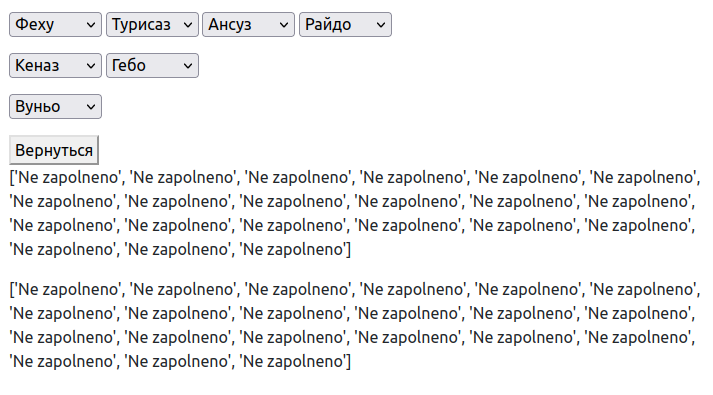 Феху Турисаз Ансуз Райдо
Кеназ Гебо
Вуньо
Вернуться
['Ne zapolneno', 'Ne zapolneno', 'Ne zapolneno', 'Ne zapolneno', 'Ne zapolneno', 'Ne zapolneno',
'Ne zapolneno', 'Ne zapolneno', 'Ne zapolneno', 'Ne zapolneno', 'Ne zapolneno', 'Ne zapolneno',
'Ne zapolneno', 'Ne zapolneno', 'Ne zapolneno', 'Ne zapolneno', 'Ne zapolneno', 'Ne zapolneno',
'Ne zapolneno', 'Ne zapolneno', 'Ne zapolneno']
['Ne zapolneno', 'Ne zapolneno', 'Ne zapolneno', 'Ne zapolneno', 'Ne zapolneno', 'Ne zapolneno',
'Ne zapolneno', 'Ne zapolneno', 'Ne zapolneno', 'Ne zapolneno', 'Ne zapolneno', 'Ne zapolneno',
'Ne zapolneno', 'Ne zapolneno', 'Ne zapolneno', 'Ne zapolneno', 'Ne zapolneno', 'Ne zapolneno',
'Ne zapolneno', 'Ne zapolneno', 'Ne zapolneno']